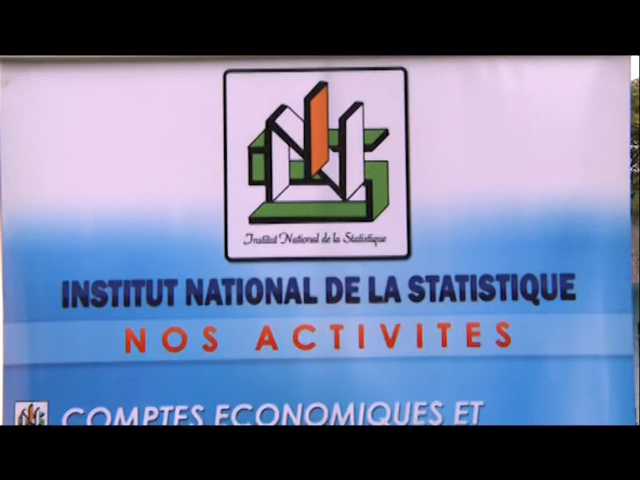 Institut National de la Statistique
INSTITUT NATIONAL DE LA STATISTIQUE
NOS ACTIVITES
COMPTES ECONOMIQUES ET